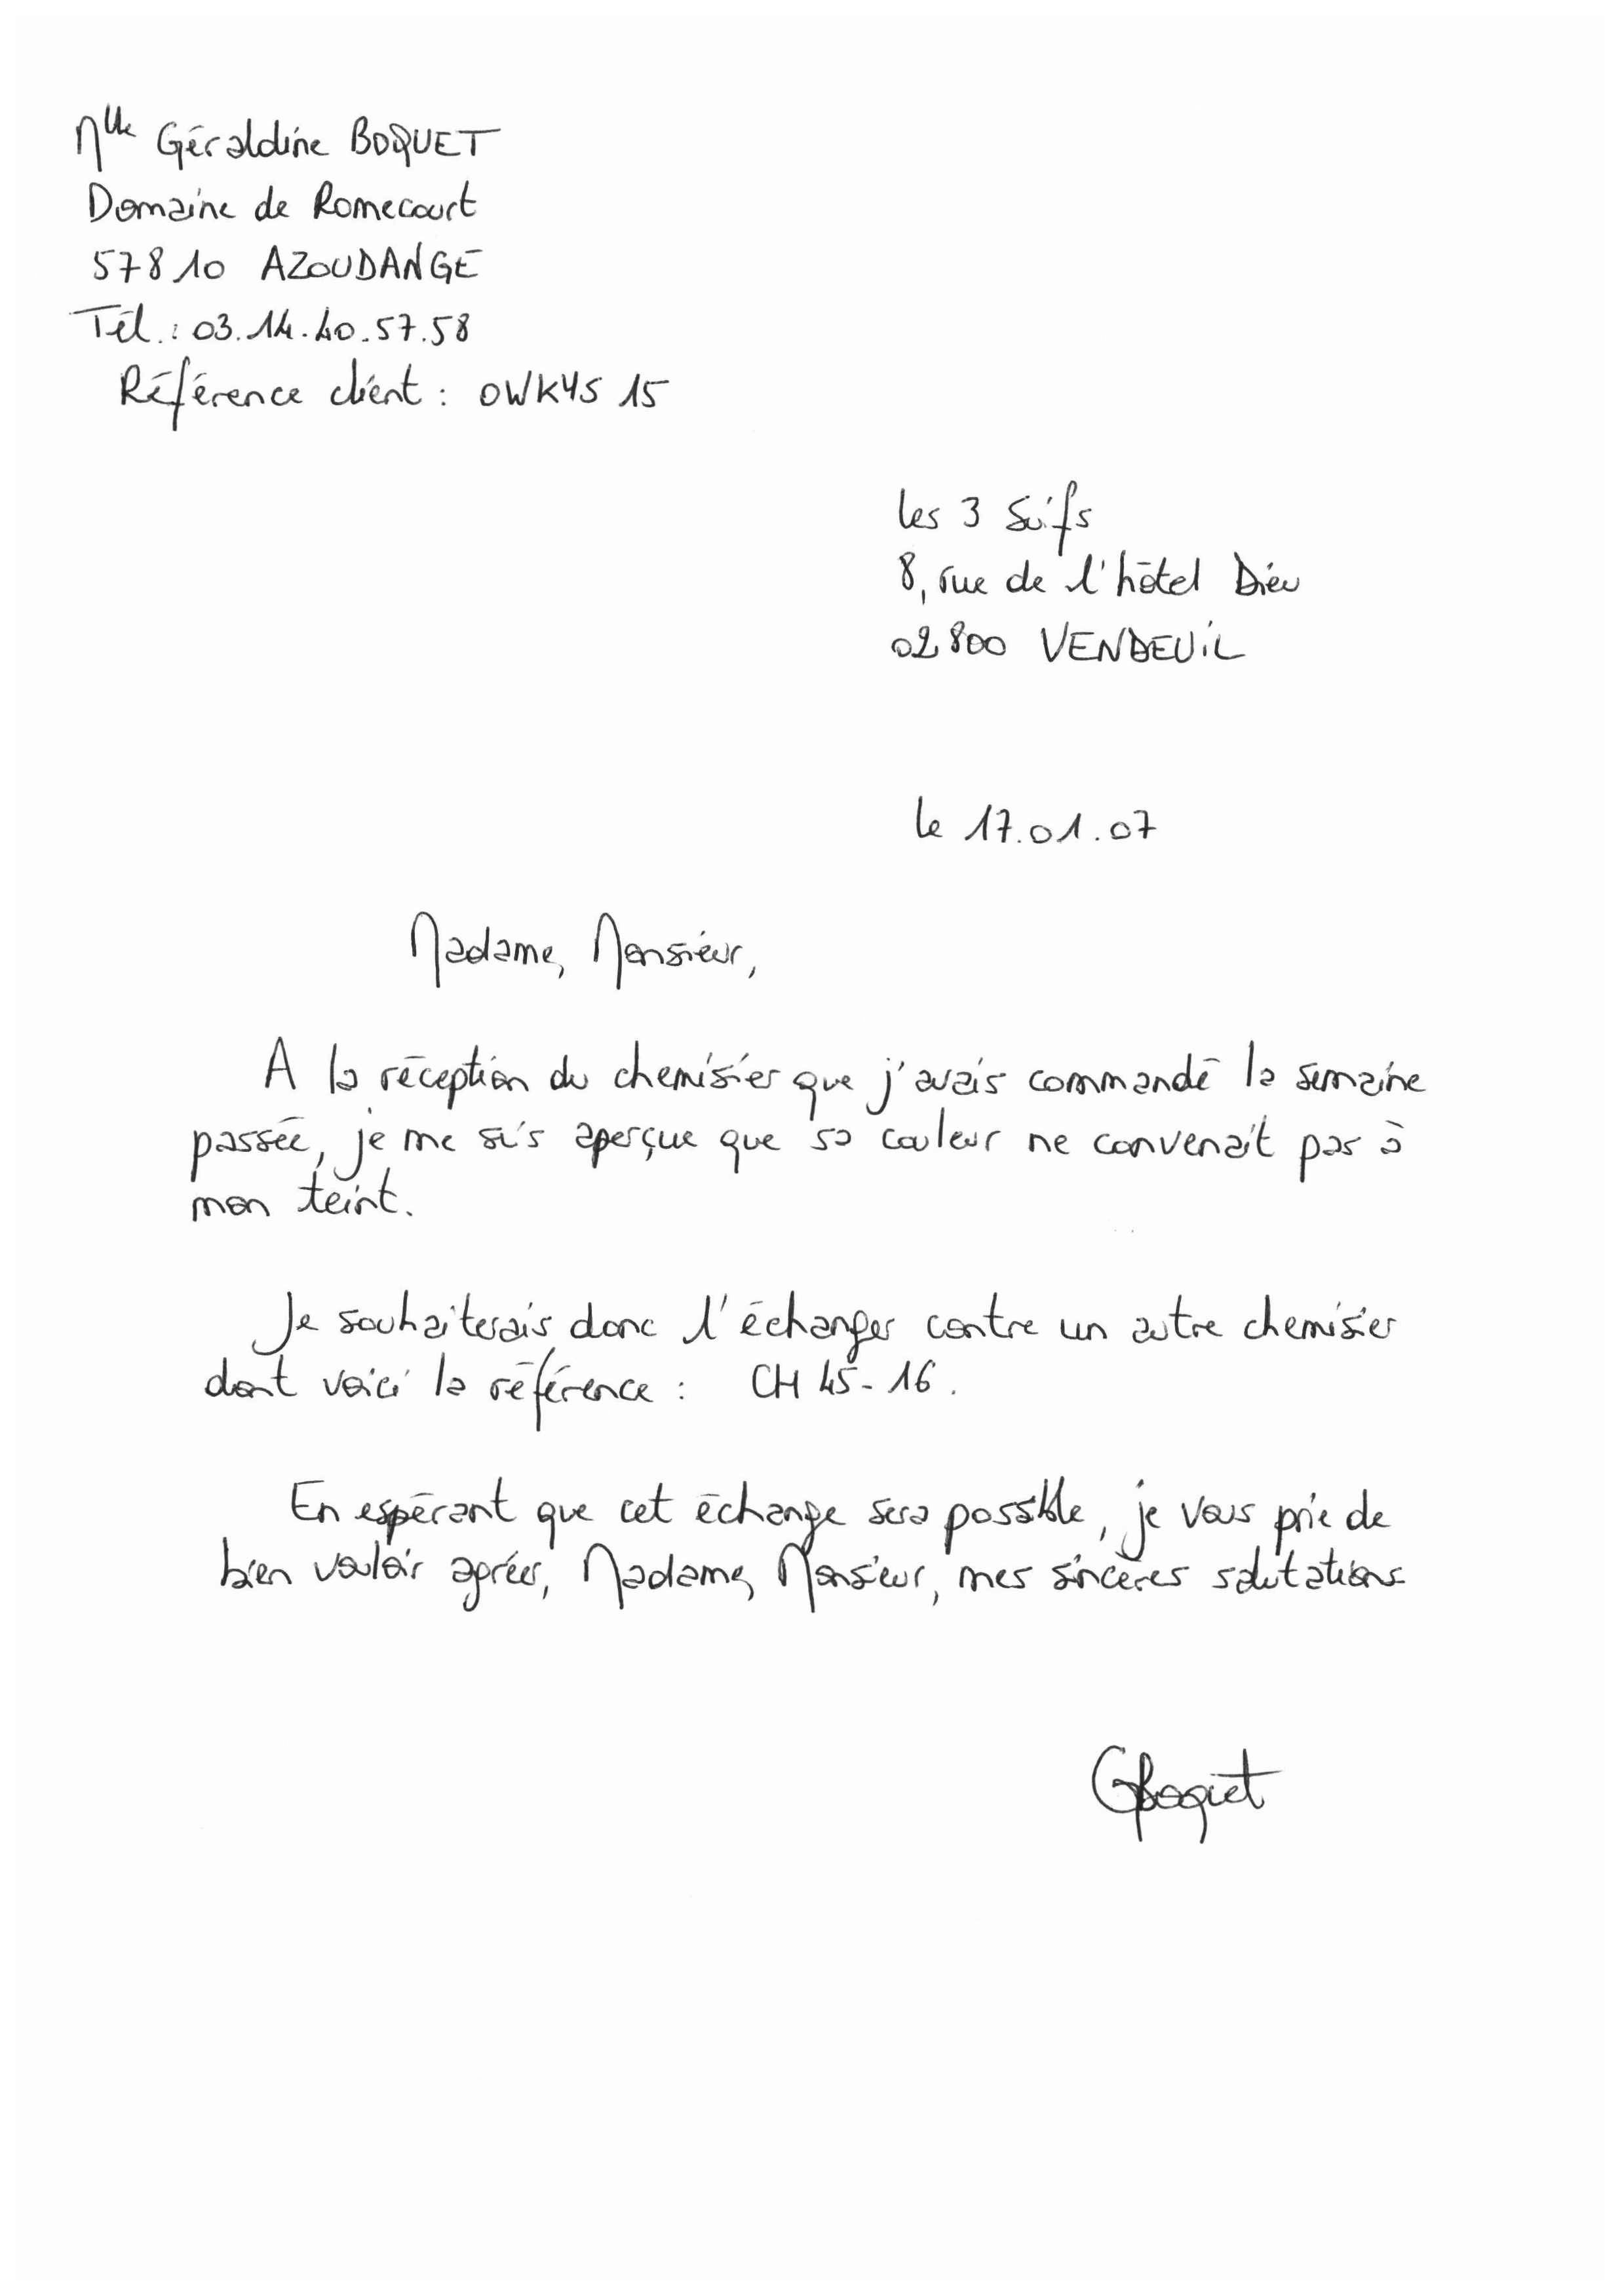 Mlle Géraldine BOQUET
Domaine de Romecourt
57810 AZOUDANGE
Tél.: 03.14.40.57.58
Référence client : OWKYS 15
les 3 Suifs
8, rue de l'hôtel Dieu
02800 VENDEUiL
le 17.01.07
Madame, Monsieur,
A la réception du chemisier que j'avais commandé la semaine
passée, je me suis aperçue que sa couleur ne convenait pas à
mon teint.
Je souhaiterais donc l'échanger contre un autre chemisier
dont voici la référence : CH 45-16.
En espérant que cet échange sera possible, je vous prie de
bien vouloir agréer, Madame, Monsieur, mes sincères salutations
GBoquet